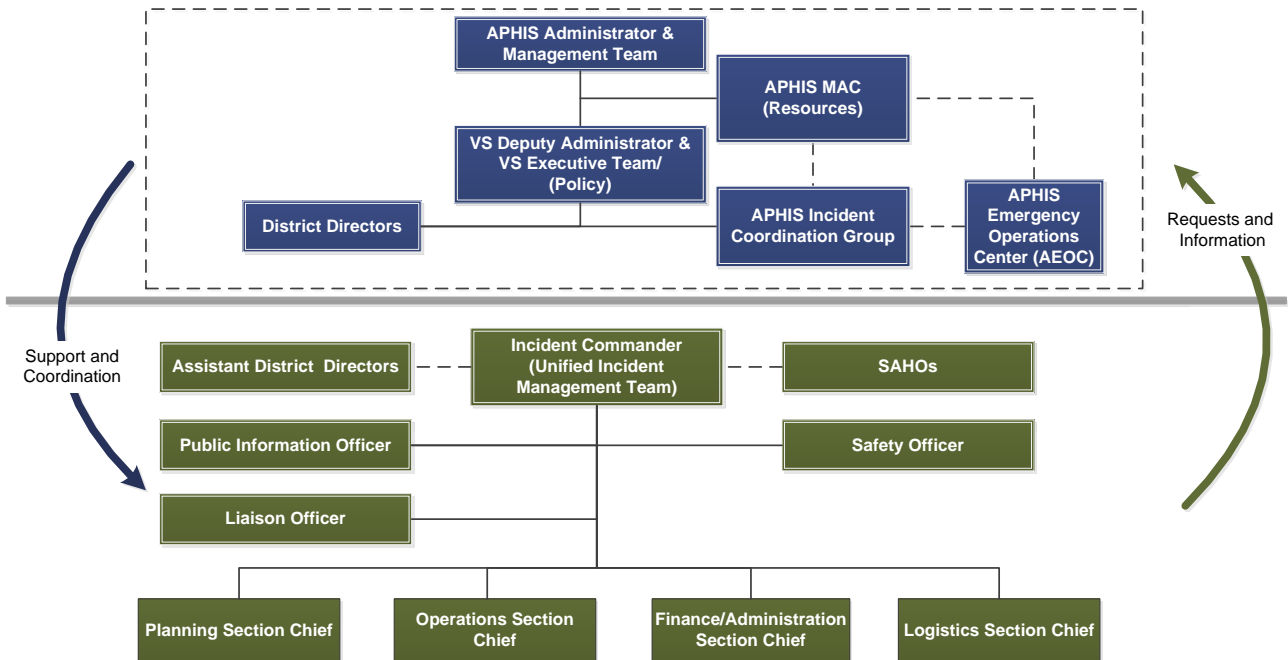 APHIS Administrator &
Management Team
APHIS MAC
(Resources)
VS Deputy Administrator &
VS Executive Team/
(Policy)
District Directors
APHIS Incident
Coordination Group
APHIS
Emergency
Operations
Center (AEOC)
Requests and
Information
Support and
Coordination
Assistant District  Directors
Incident Commander
(Unified Incident
Management Team)
SAHOs
Public Information Officer
Safety Officer
Liaison Officer
Planning Section Chief
Operations Section
Chief
Finance/Administration
Section Chief
Logistics Section Chief